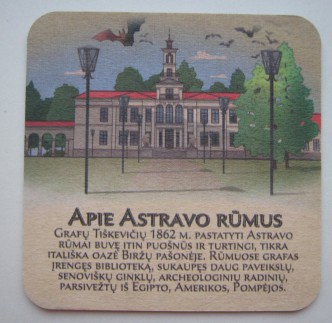 APIE ASTRAVO RŪMUS
GRAFŲ TIŠKEVIČIŲ 1862 M. PASTATYTI ASTRAVO
RŪMAI BUVĘ ITIN PUOŠNŪS IR TURTINGI, TIKRA
ITALIŠKA OAZĖ BIRŽŲ PAŠONĖJE. RŪMUOSE GRAFAS
ĮRENGĘS BIBLIOTEKĄ, SUKAUPĘS DAUG PAVEIKSLŲ,
SENOVIŠKŲ GINKLŲ, ARCHEOLOGINIŲ RADINIŲ,
PARSIVEŽTŲ IŠ EGIPTO, AMERIKOS, POMPĖJOS.